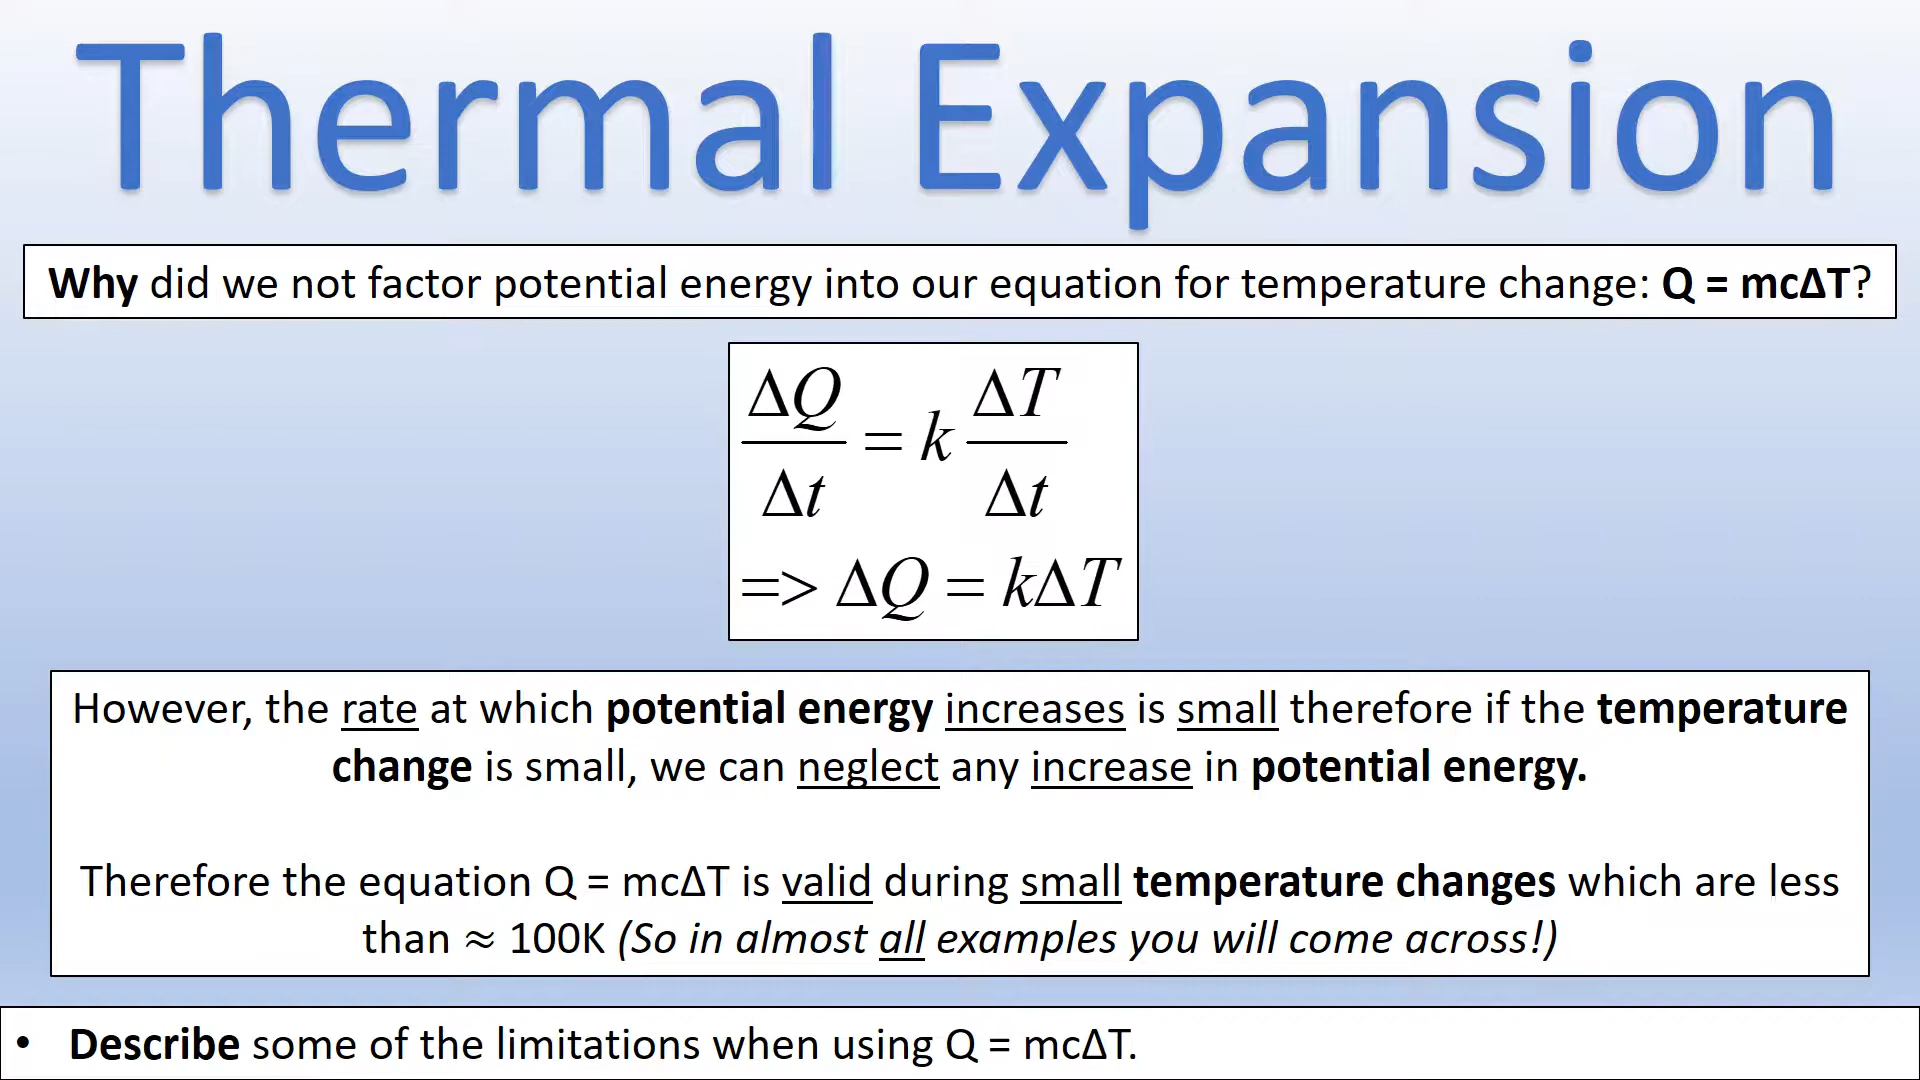 Thermal Expansion
Why did we not factor potential energy into our equation for temperature change: Q = mcΔT?
ΔQ/Δt = k ΔT/Δt
=> ΔQ = kΔT
However, the rate at which potential energy increases is small therefore if the temperature
change is small, we can neglect any increase in potential energy.
Therefore the equation Q = mcΔT is valid during small temperature changes which are less
than ≈ 100K (So in almost all examples you will come across!)
• Describe some of the limitations when using Q = mcΔT.